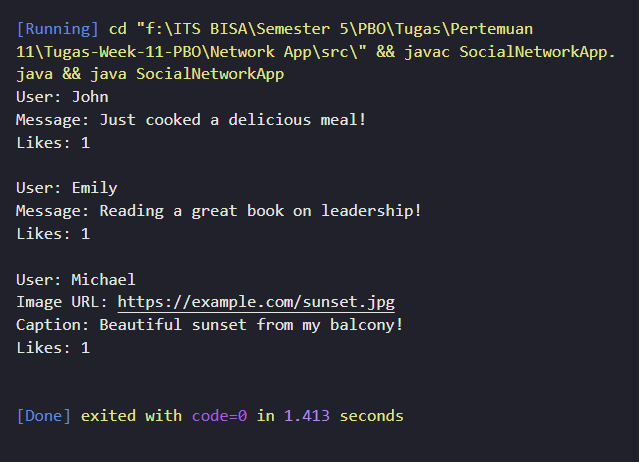 [Running] cd "f:\ITS BISA\Semester 5\PBO\Tugas\Pertemuan
11\Tugas-Week-11-PBO\Network App\src\" && javac SocialNetworkApp.
java && java SocialNetworkApp
User: John
Message: Just cooked a delicious meal!
Likes: 1
User: Emily
Message: Reading a great book on leadership!
Likes: 1
User: Michael
Image URL: https://example.com/sunset.jpg
Caption: Beautiful sunset from my balcony!
Likes: 1
[Done] exited with code=0 in 1.413 seconds